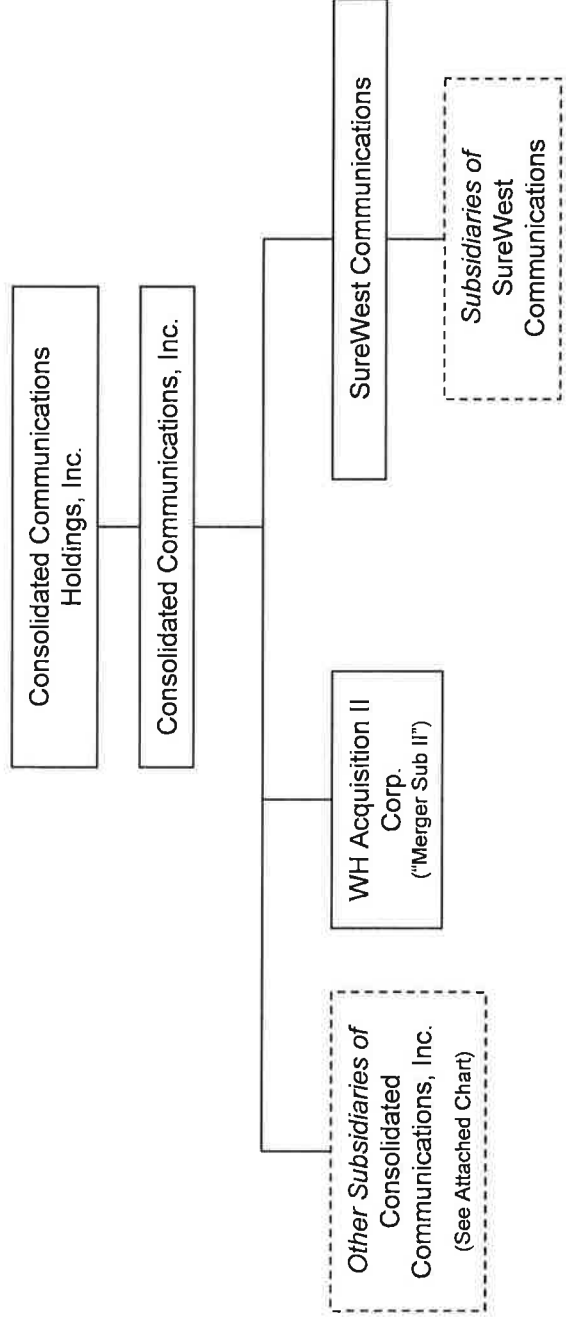 Consolidated Communications
Holdings, Inc.
Consolidated Communications, Inc.
Other Subsidiaries of
Consolidated
Communications, Inc.
(See Attached Chart)
WH Acquisition II
Corp.
("Merger Sub II")
SureWest Communications
Subsidiaries of
SureWest
Communications